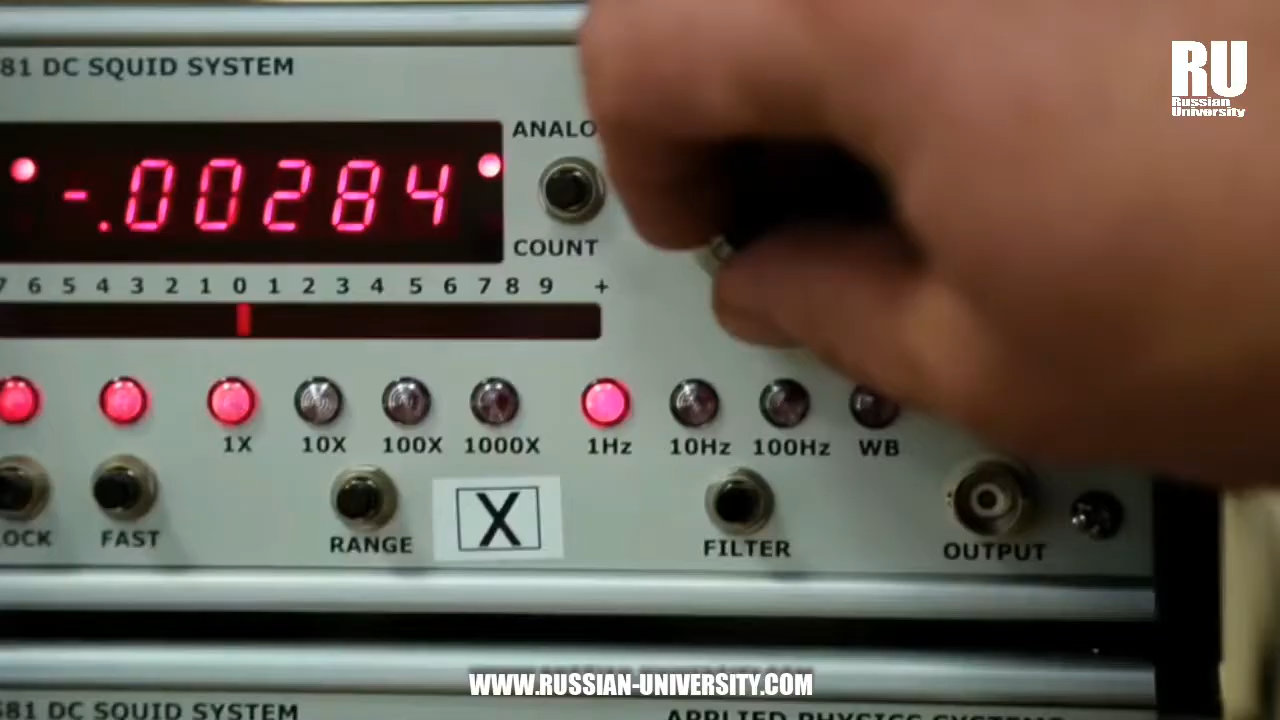 81 DC SQUID SYSTEM
RU
Russian
University
ANALO
-.00284
COUNT
7 6 5 4 3 2 1 0 1 2 3 4 5 6 7 8 9 +
1X 10X 100X 1000X 1Hz 10Hz 100Hz WB
OCK FAST RANGE X FILTER OUTPUT
WWW.RUSSIAN-UNIVERSITY.COM
581 DC SQUID SYSTEM
APPLIED PHYSICS SYSTEMS